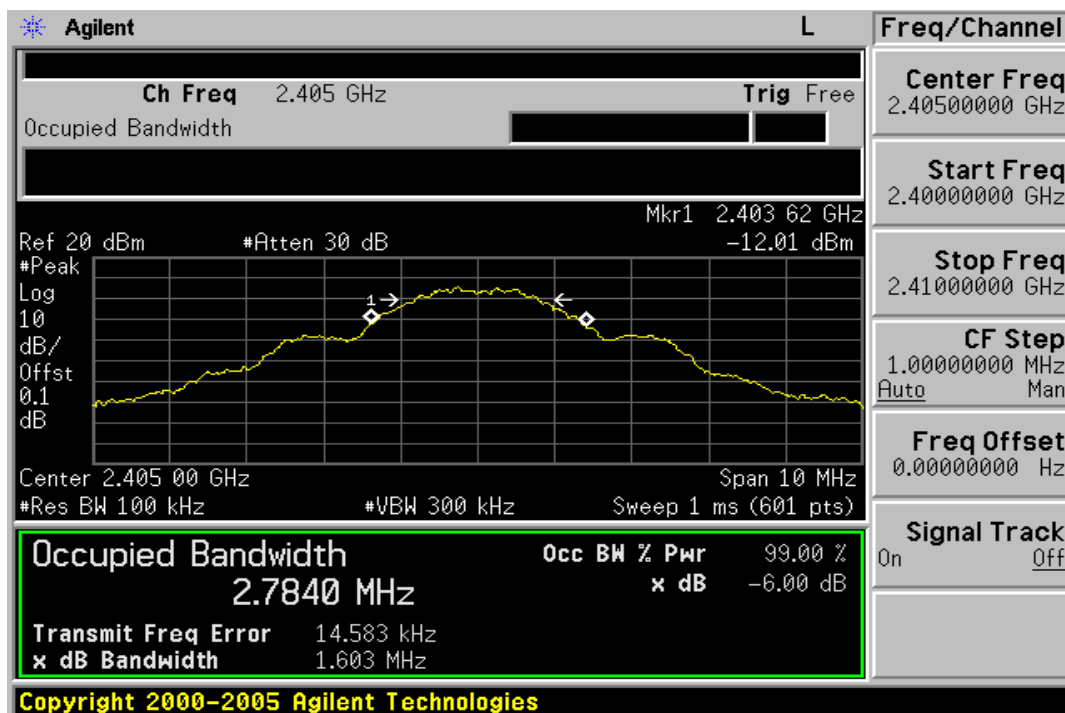 Agilent L Freq/Channel
Ch Freq 2.405 GHz Trig Free
Occupied Bandwidth
Mkr1 2.403 62 GHz
Ref 20 dBm #Atten 30 dB -12.01 dBm
#Peak
Log
10
dB/
Offst
0.1
dB
1
Center 2.405 00 GHz Span 10 MHz
#Res BW 100 kHz #VBW 300 kHz Sweep 1 ms (601 pts)
Occupied Bandwidth Occ BW % Pwr 99.00 %
2.7840 MHz x dB -6.00 dB
Transmit Freq Error 14.583 kHz
x dB Bandwidth 1.603 MHz
Center Freq
2.40500000 GHz
Start Freq
2.40000000 GHz
Stop Freq
2.41000000 GHz
CF Step
1.00000000 MHz
Auto Man
Freq Offset
0.00000000 Hz
Signal Track
On Off
Copyright 2000-2005 Agilent Technologies